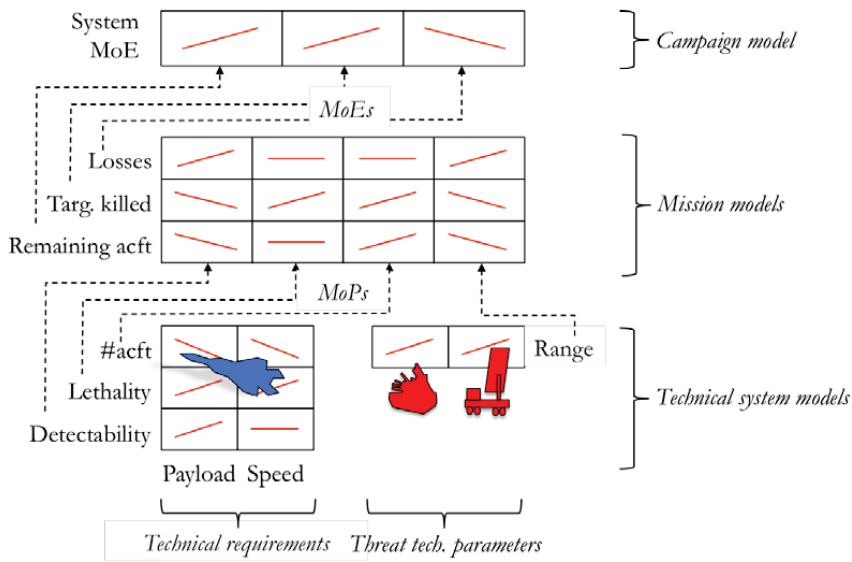 System
MoE
Campaign model
MoEs
Losses
Targ. killed
Mission models
Remaining acft
MoPs
#acft
Range
Lethality
Technical system models
Detectability
Payload Speed
Technical requirements Threat tech. parameters